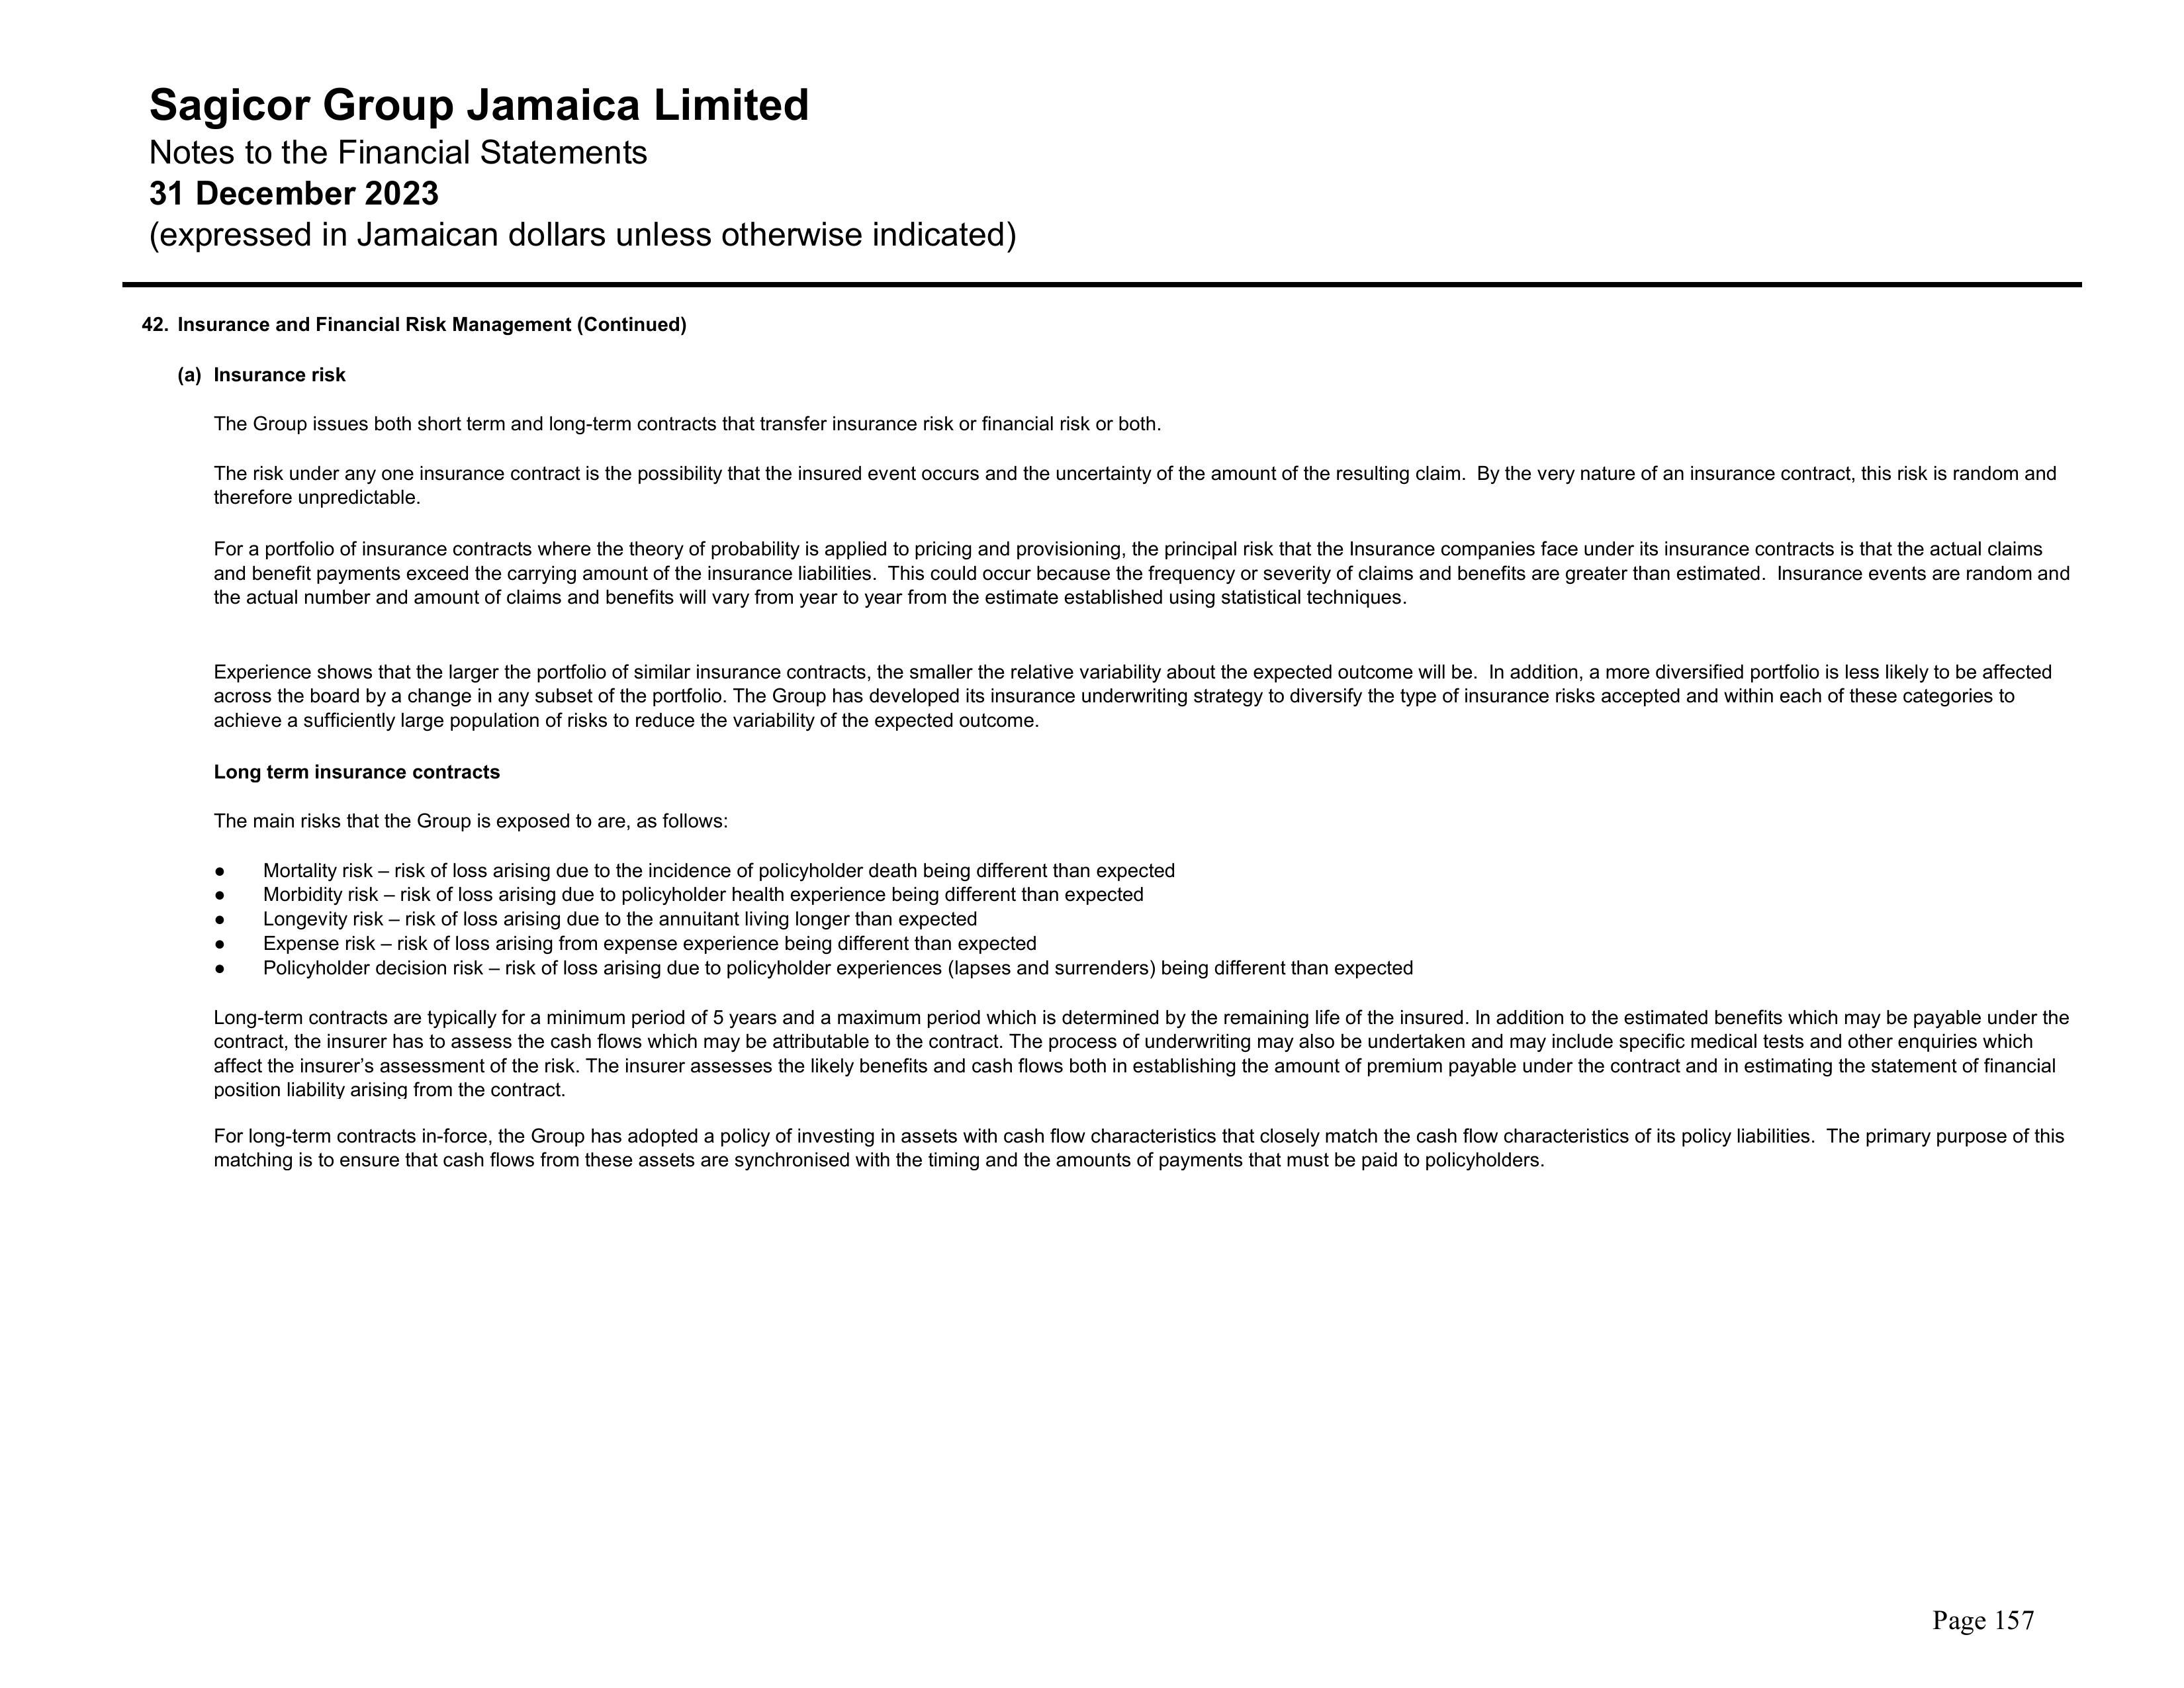 Sagicor Group Jamaica Limited
Notes to the Financial Statements
31 December 2023
(expressed in Jamaican dollars unless otherwise indicated)
42. Insurance and Financial Risk Management (Continued)
(a) Insurance risk
The Group issues both short term and long-term contracts that transfer insurance risk or financial risk or both.
The risk under any one insurance contract is the possibility that the insured event occurs and the uncertainty of the amount of the resulting claim.  By the very nature of an insurance contract, this risk is random and
therefore unpredictable.
For a portfolio of insurance contracts where the theory of probability is applied to pricing and provisioning, the principal risk that the Insurance companies face under its insurance contracts is that the actual claims
and benefit payments exceed the carrying amount of the insurance liabilities.  This could occur because the frequency or severity of claims and benefits are greater than estimated.  Insurance events are random and
the actual number and amount of claims and benefits will vary from year to year from the estimate established using statistical techniques.
Experience shows that the larger the portfolio of similar insurance contracts, the smaller the relative variability about the expected outcome will be.  In addition, a more diversified portfolio is less likely to be affected
across the board by a change in any subset of the portfolio. The Group has developed its insurance underwriting strategy to diversify the type of insurance risks accepted and within each of these categories to
achieve a sufficiently large population of risks to reduce the variability of the expected outcome.
Long term insurance contracts
The main risks that the Group is exposed to are, as follows:
● Mortality risk – risk of loss arising due to the incidence of policyholder death being different than expected
● Morbidity risk – risk of loss arising due to policyholder health experience being different than expected
● Longevity risk – risk of loss arising due to the annuitant living longer than expected
● Expense risk – risk of loss arising from expense experience being different than expected
● Policyholder decision risk – risk of loss arising due to policyholder experiences (lapses and surrenders) being different than expected
Long-term contracts are typically for a minimum period of 5 years and a maximum period which is determined by the remaining life of the insured. In addition to the estimated benefits which may be payable under the
contract, the insurer has to assess the cash flows which may be attributable to the contract. The process of underwriting may also be undertaken and may include specific medical tests and other enquiries which
affect the insurer’s assessment of the risk. The insurer assesses the likely benefits and cash flows both in establishing the amount of premium payable under the contract and in estimating the statement of financial
position liability arising from the contract.
For long-term contracts in-force, the Group has adopted a policy of investing in assets with cash flow characteristics that closely match the cash flow characteristics of its policy liabilities.  The primary purpose of this
matching is to ensure that cash flows from these assets are synchronised with the timing and the amounts of payments that must be paid to policyholders.
Page 157